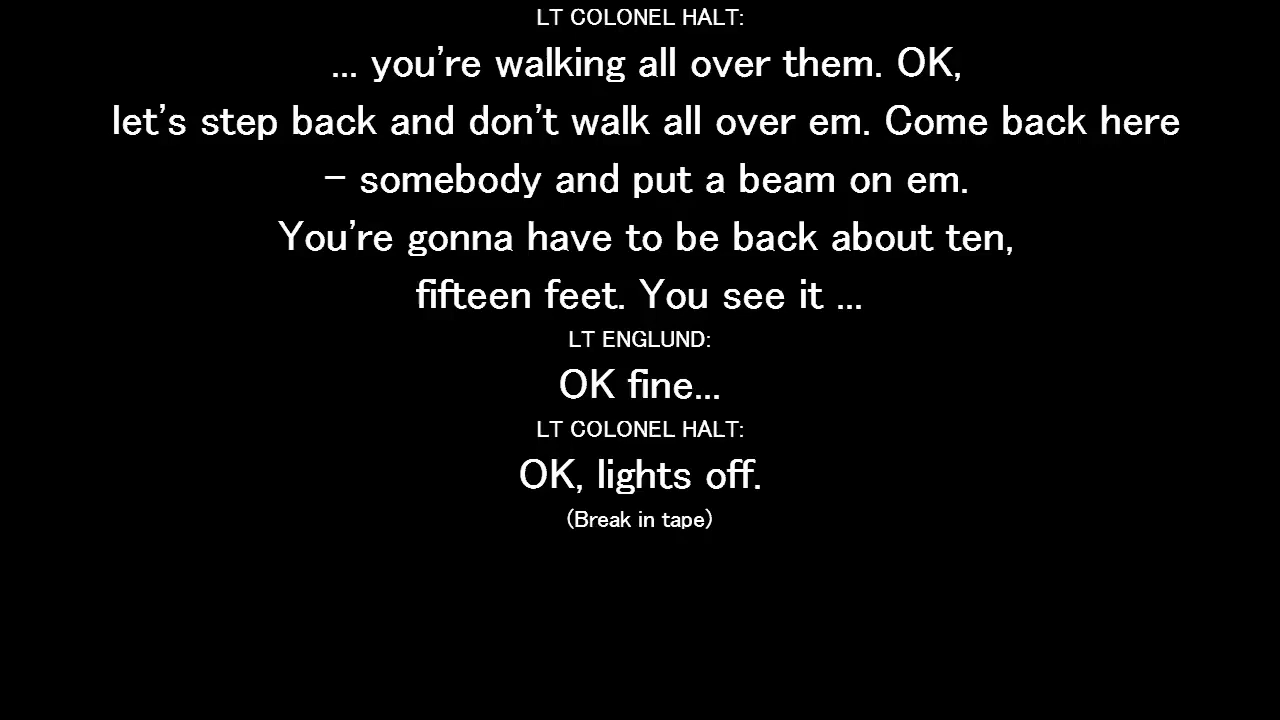 LT COLONEL HALT:
... you're walking all over them. OK,
let's step back and don't walk all over em. Come back here
– somebody and put a beam on em.
You're gonna have to be back about ten,
fifteen feet. You see it ...
LT ENGLUND:
OK fine...
LT COLONEL HALT:
OK, lights off.
(Break in tape)